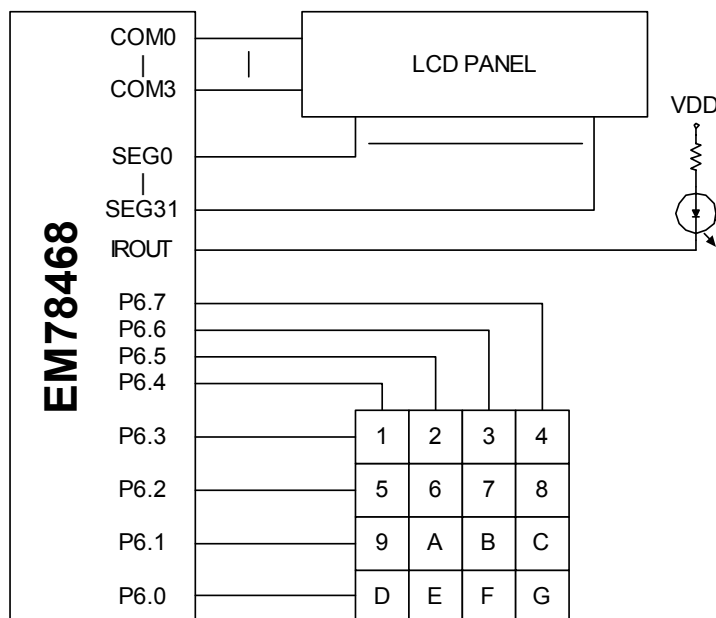 COM0
COM3
LCD PANEL
VDD
SEG0
SEG31
IROUT
EM78468
P6.7
P6.6
P6.5
P6.4
P6.3
1 2 3 4
P6.2
5 6 7 8
P6.1
9 A B C
P6.0
D E F G